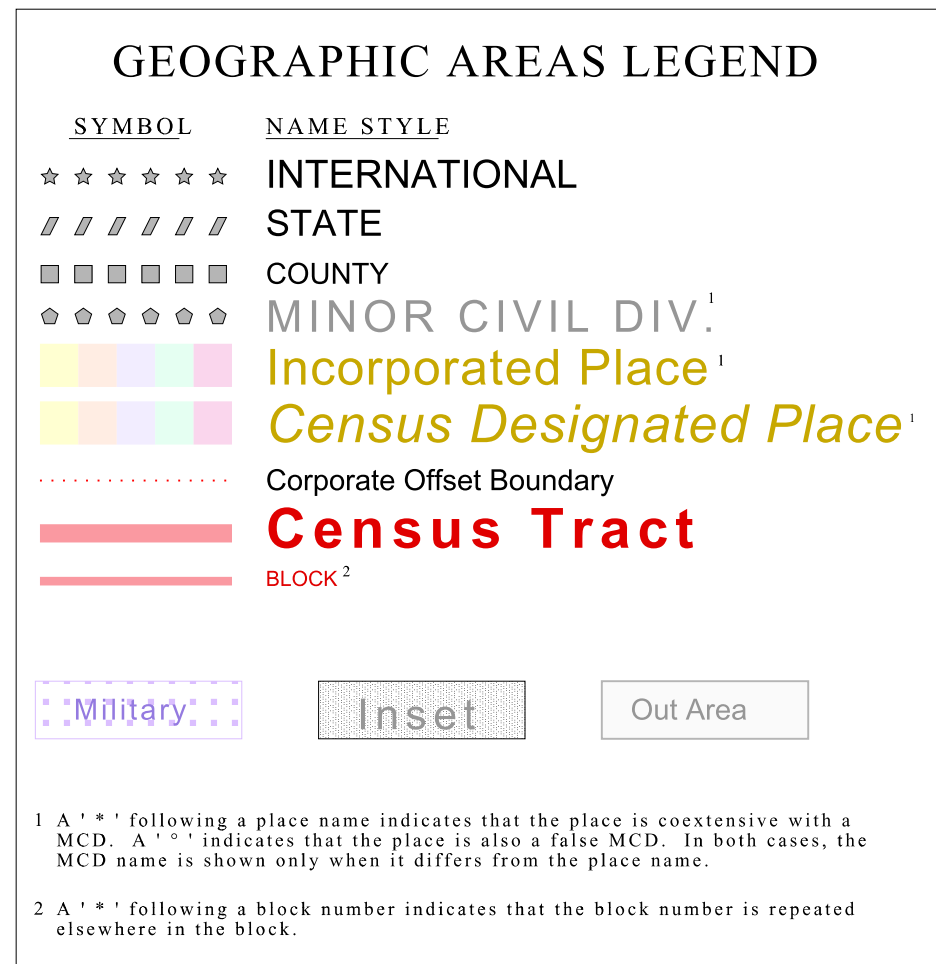 GEOGRAPHIC AREAS LEGEND
SYMBOL NAME STYLE
INTERNATIONAL
STATE
COUNTY
MINOR CIVIL DIV. 1
Incorporated Place 1
Census Designated Place 1
Corporate Offset Boundary
Census Tract
BLOCK 2
Military Inset Out Area
1 A ' * ' following a place name indicates that the place is coextensive with a
MCD. A ' ° ' indicates that the place is also a false MCD. In both cases, the
MCD name is shown only when it differs from the place name.
2 A ' * ' following a block number indicates that the block number is repeated
elsewhere in the block.